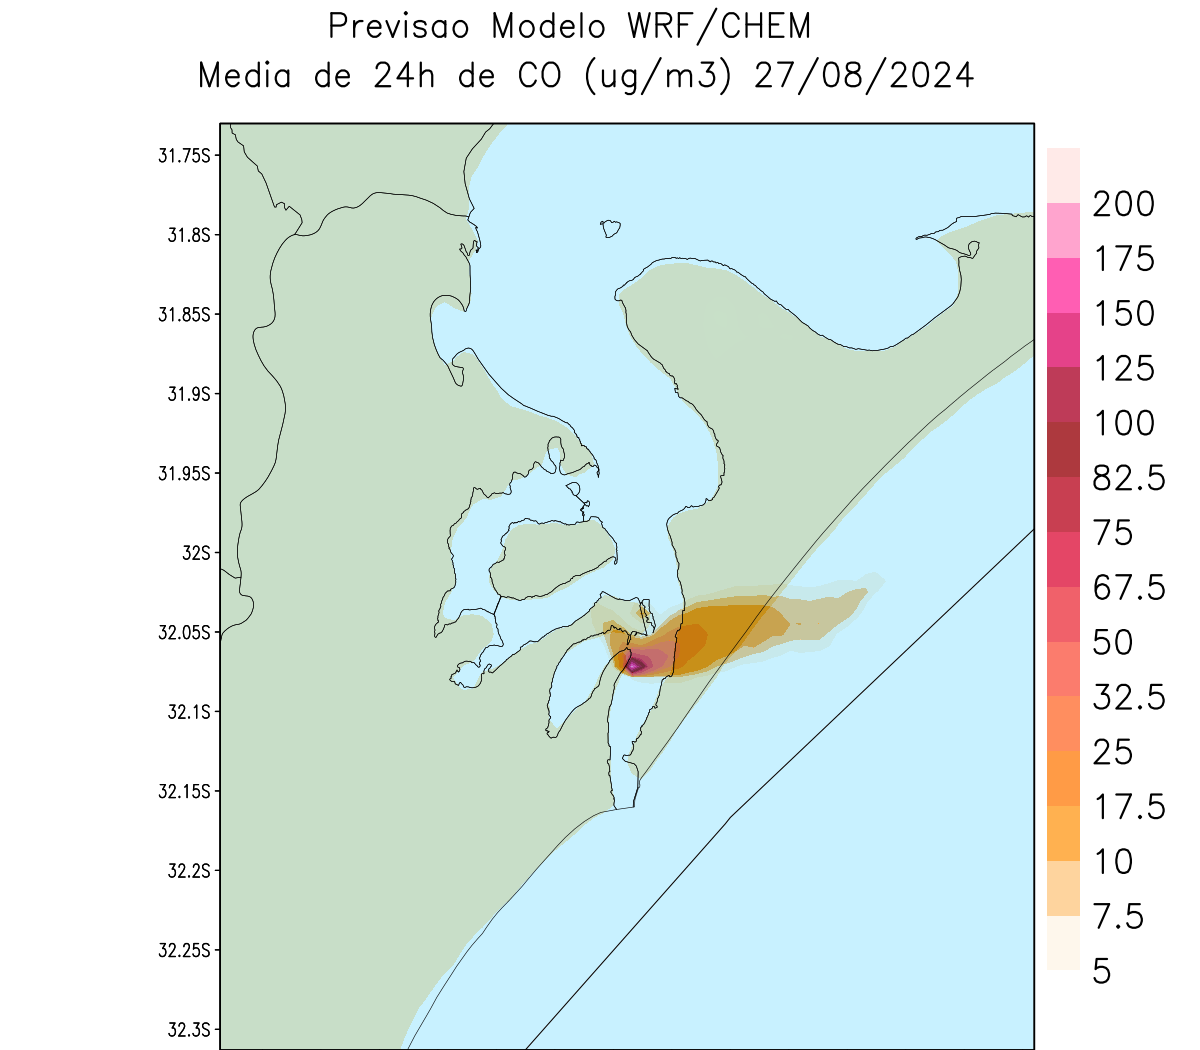 Previsao Modelo WRF/CHEM
Media de 24h de CO (ug/m3) 27/08/2024
31.75S
31.8S
31.85S
31.9S
31.95S
32S
32.05S
32.1S
32.15S
32.2S
32.25S
32.3S
200
175
150
125
100
82.5
75
67.5
50
32.5
25
17.5
10
7.5
5